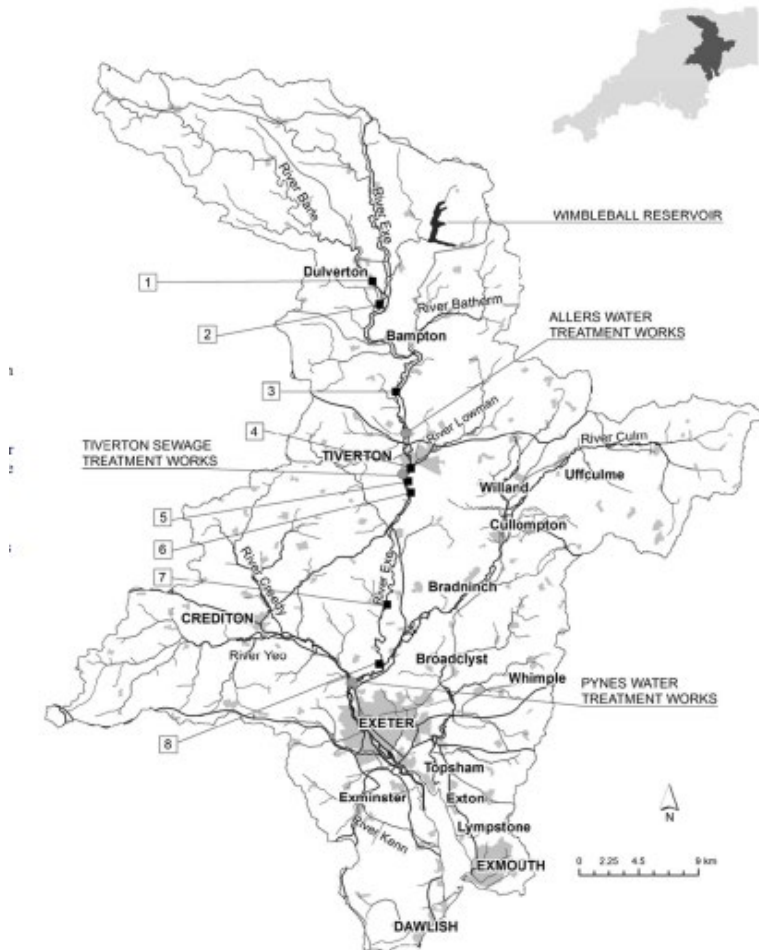 WIMBLEBALL RESERVOIR
River Barle
River Exe
1
Dulverton
2
River Batherm
Bampton
ALLERS WATER
TREATMENT WORKS
3
4
River Lowman
River Culm
TIVERTON SEWAGE
TREATMENT WORKS
TIVERTON
Willand
Uffculme
5
6
Cullompton
River Creedy
River Exe
7
Bradninch
CREDITON
River Yeo
Broadclyst
Whimple
PYNES WATER
TREATMENT WORKS
EXETER
8
Topsham
Exminster
Exton
River Kenn
Lympstone
N
EXMOUTH
0 2.25 4.5 9 km
DAWLISH